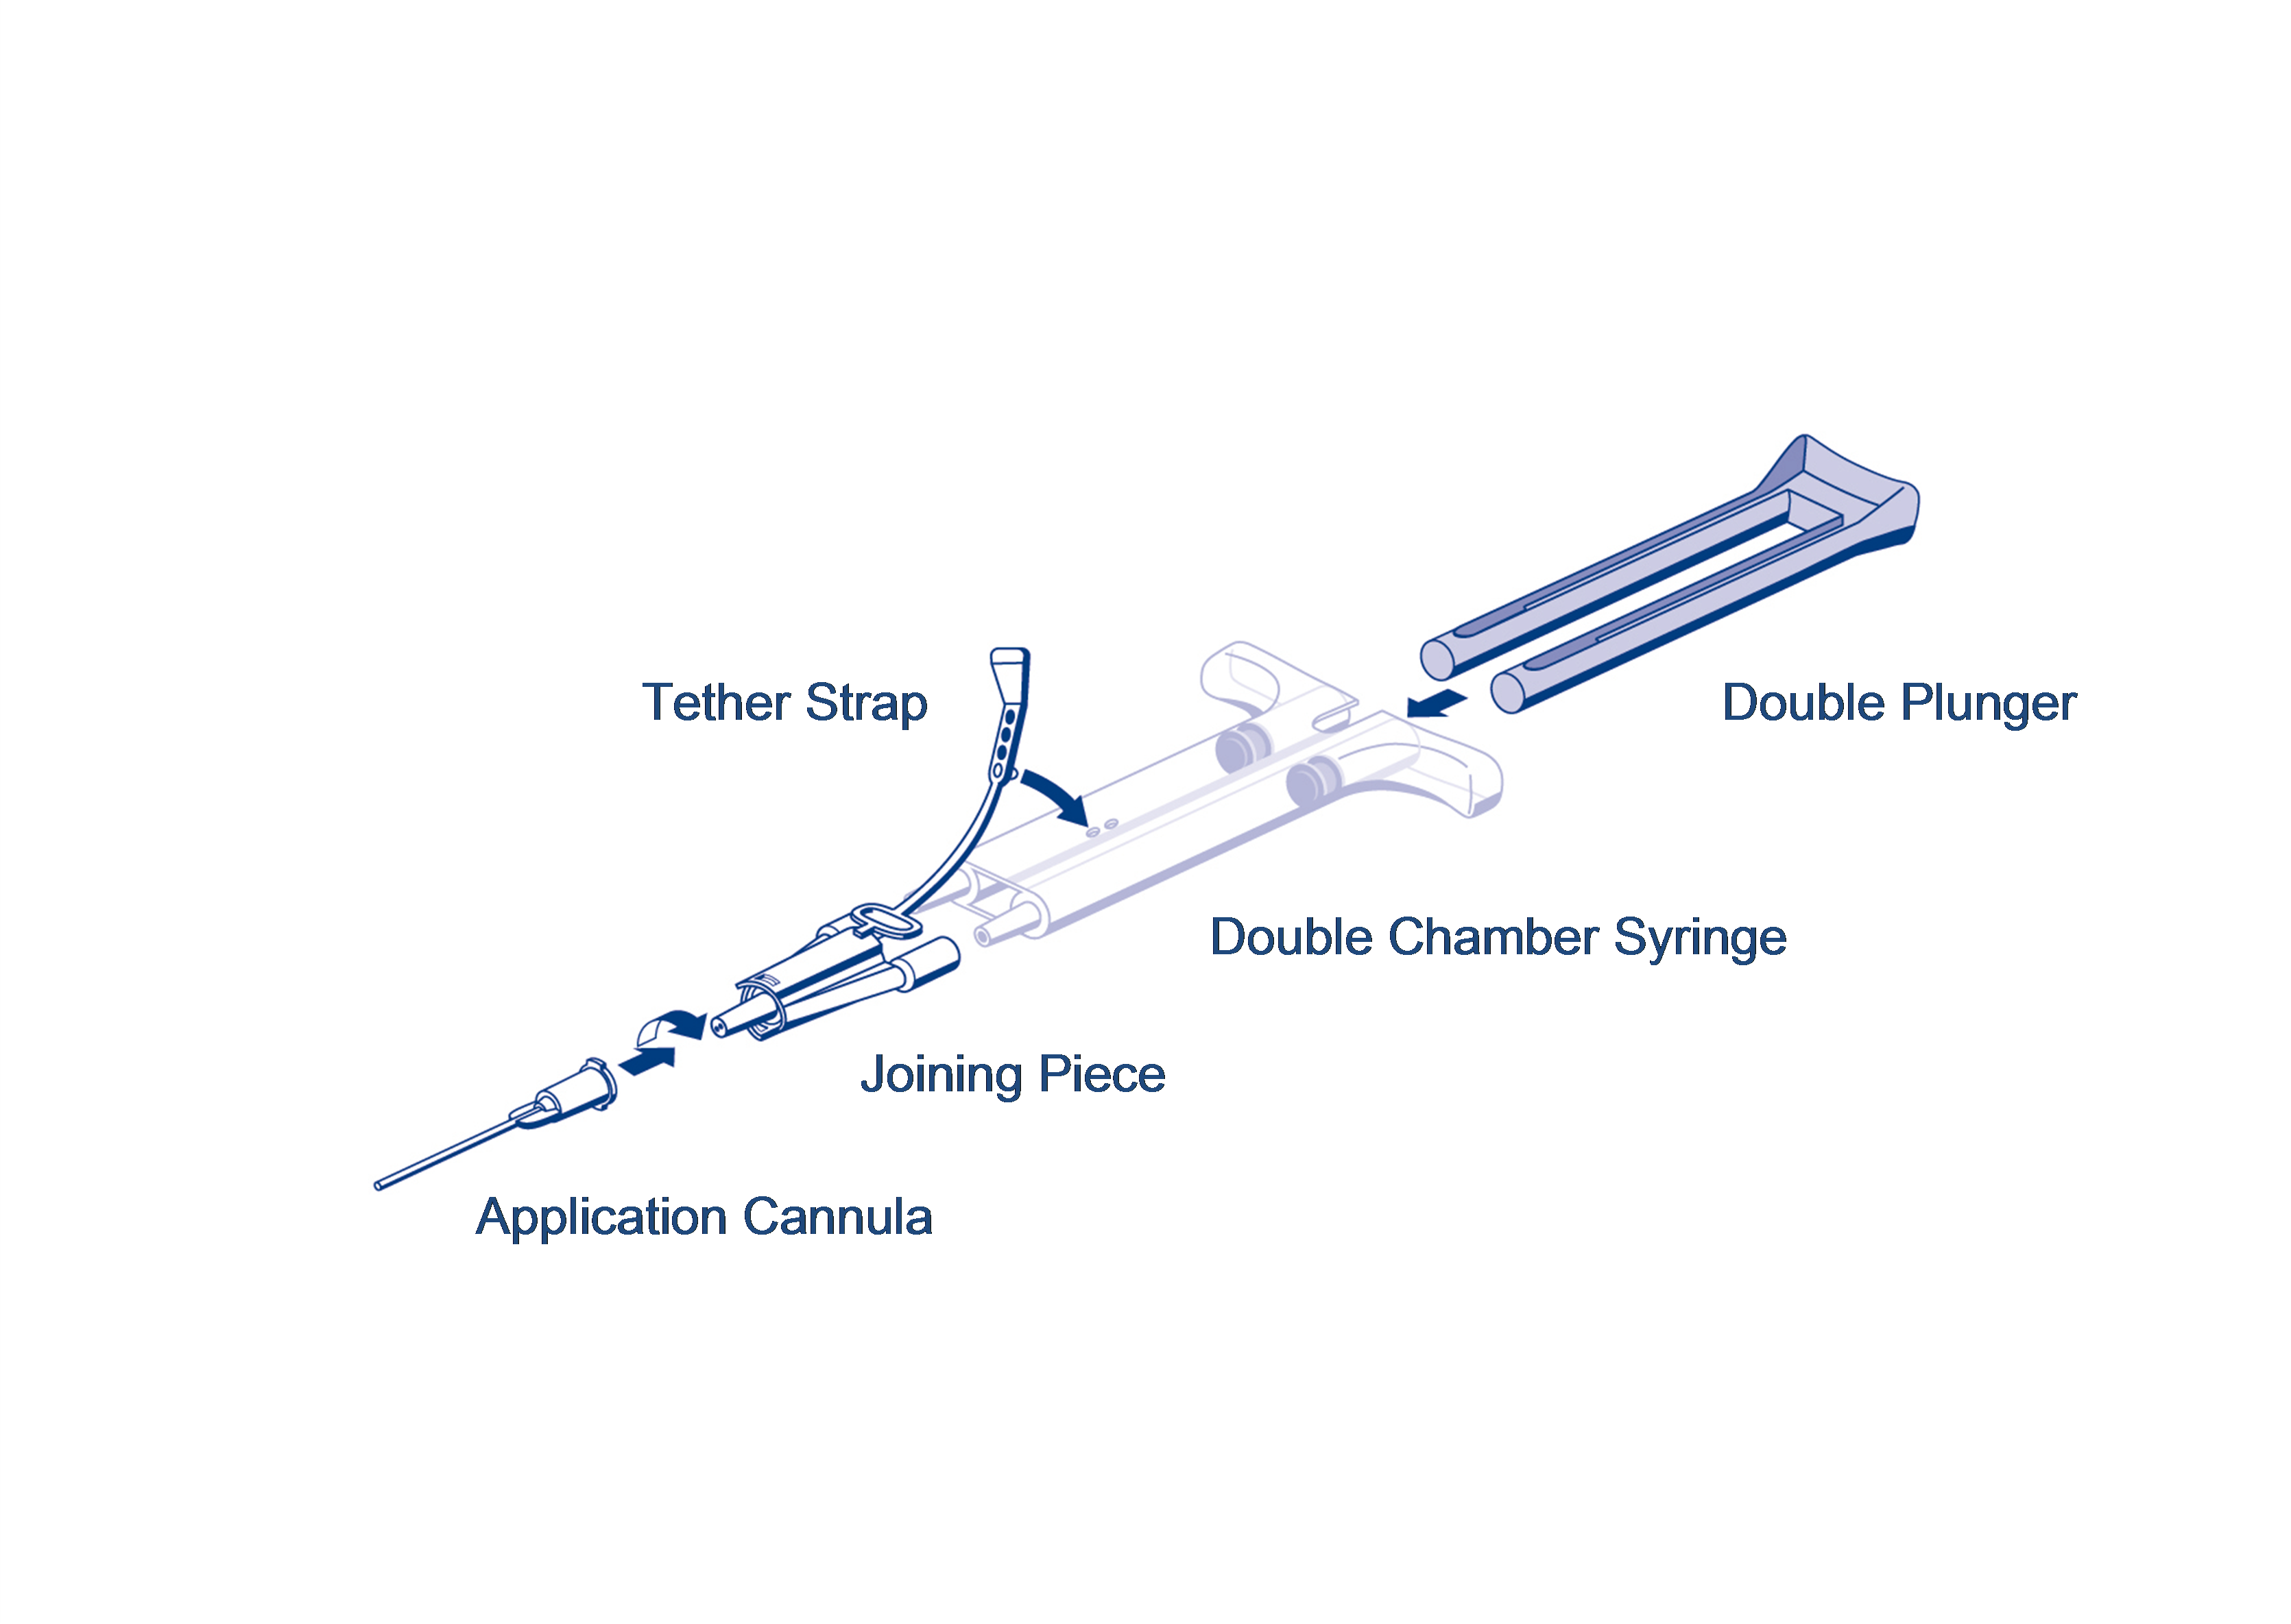 Tether Strap
Double Plunger
Double Chamber Syringe
Joining Piece
Application Cannula